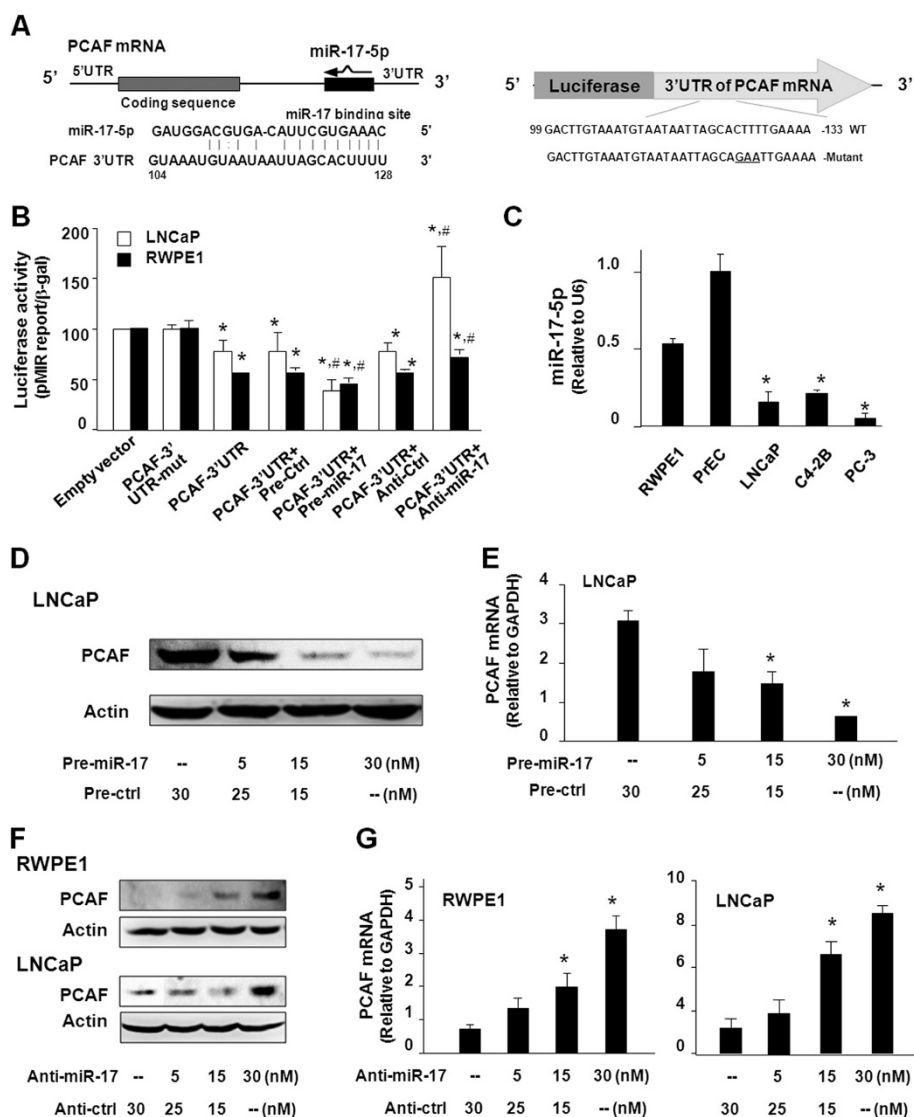 A
PCAF mRNA
miR-17-5p
5’ 5’UTR 3’UTR 3’
Coding sequence
miR-17 binding site
miR-17-5p GAUGGACGUGA-CAUUCGUGAAAC 5’
PCAF 3’UTR GUAAAUGUAAUAAUUAGCACUUUU 3’
104 128
5’ Luciferase 3’UTR of PCAF mRNA 3’
99 GACTTGTAAATGTAATAATTAGCACTTTTGAAAA -133 WT
GACTTGTAAATGTAATAATTAGCAGAATTGAAAA -Mutant
B
LNCaP
RWPE1
Luciferase activity
(pMIR report/β-gal)
200
150
100
50
0
* * * * *,# *,# * * *,# *,#
Empty vector
PCAF-3’
UTR-mut
PCAF-3’UTR
PCAF-3’UTR+
Pre-Ctrl
PCAF-3’UTR+
Pre-miR-17
PCAF-3’UTR+
Anti-Ctrl
PCAF-3’UTR+
Anti-miR-17
C
miR-17-5p
(Relative to U6)
1.0
0.5
0
* * *
RWPE1
PrEC
LNCaP
C4-2B
PC-3
D
LNCaP
PCAF
Actin
Pre-miR-17 -- 5 15 30 (nM)
Pre-ctrl 30 25 15 -- (nM)
E
LNCaP
PCAF mRNA
(Relative to GAPDH)
4
3
2
1
0
* *
Pre-miR-17 -- 5 15 30 (nM)
Pre-ctrl 30 25 15 -- (nM)
F
RWPE1
PCAF
Actin
LNCaP
PCAF
Actin
Anti-miR-17 -- 5 15 30 (nM)
Anti-ctrl 30 25 15 -- (nM)
G
RWPE1
PCAF mRNA
(Relative to GAPDH)
5
4
3
2
1
0
* *
Anti-miR-17 -- 5 15 30 (nM)
Anti-ctrl 30 25 15 -- (nM)
LNCaP
10
8
6
4
2
0
* *
-- 5 15 30 (nM)
30 25 15 -- (nM)